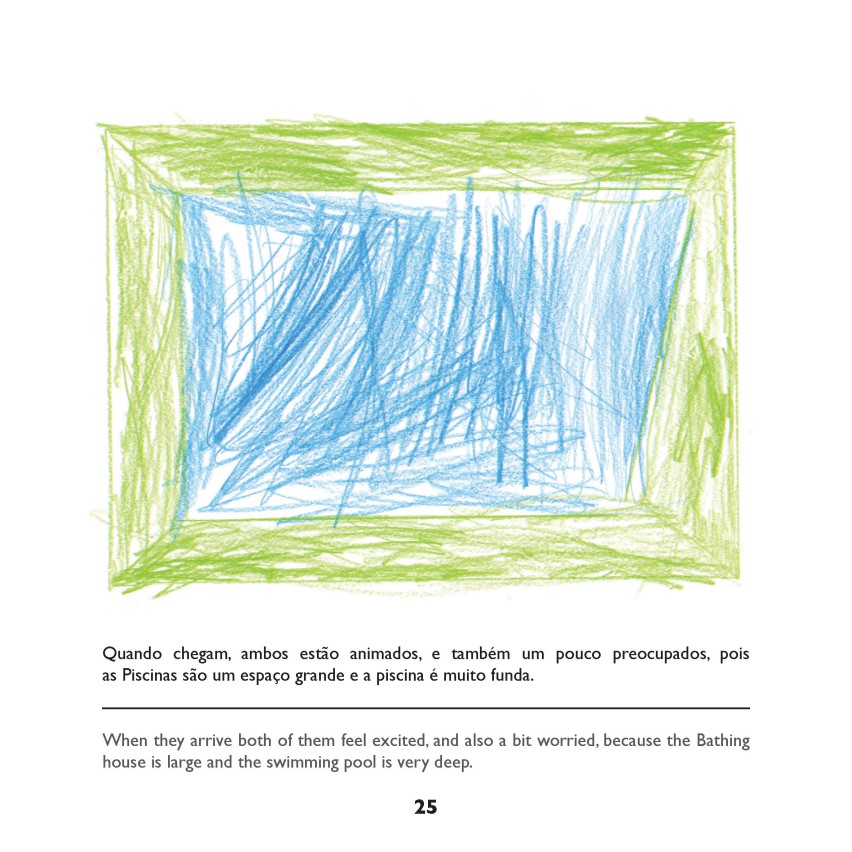 Quando chegam, ambos estão animados, e também um pouco preocupados, pois
as Piscinas são um espaço grande e a piscina é muito funda.
When they arrive both of them feel excited, and also a bit worried, because the Bathing
house is large and the swimming pool is very deep.
25